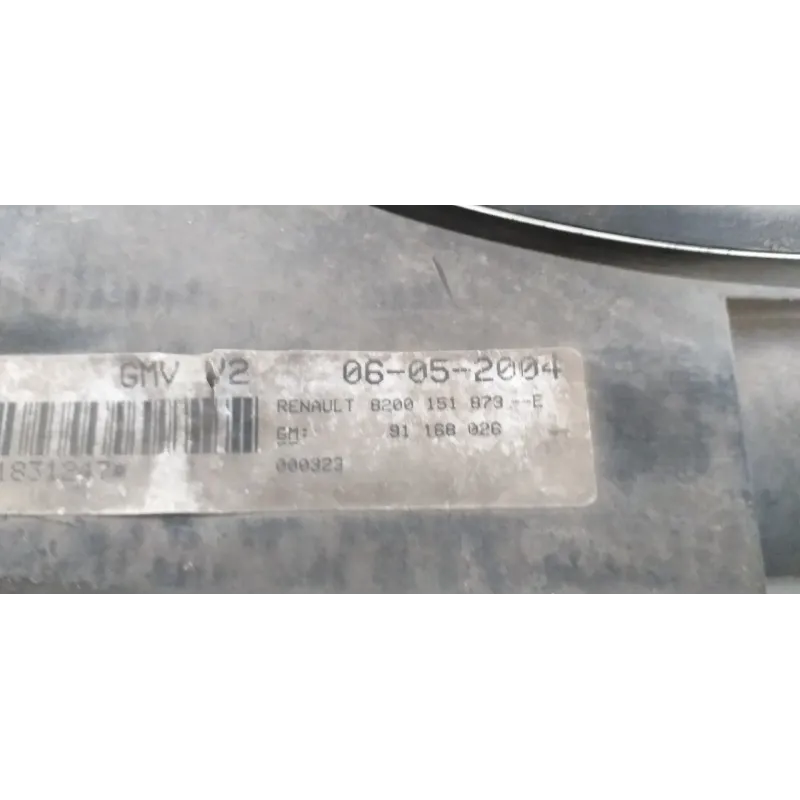 GMV V2 06-05-2004
RENAULT 8200 151 873 --E
GM: 91 168 026 --
000323
1831247*